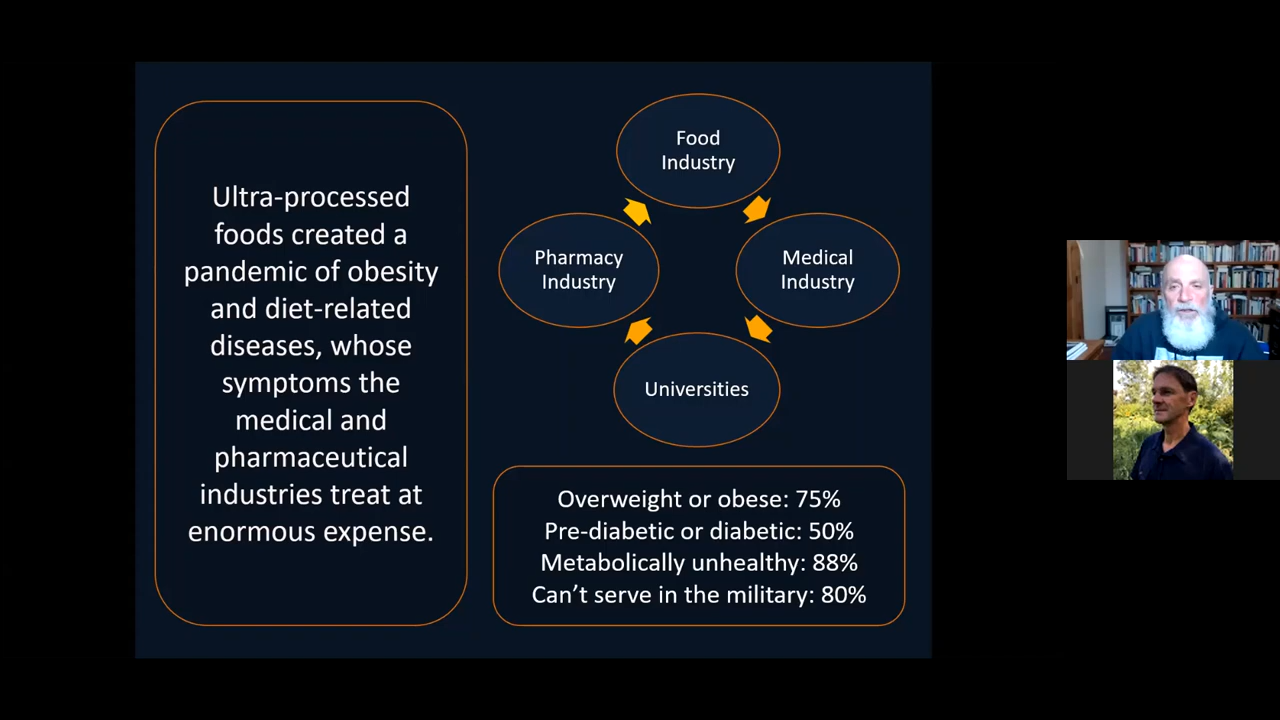 Ultra-processed
foods created a
pandemic of obesity
and diet-related
diseases, whose
symptoms the
medical and
pharmaceutical
industries treat at
enormous expense.
Food
Industry
Pharmacy
Industry
Medical
Industry
Universities
Overweight or obese: 75%
Pre-diabetic or diabetic: 50%
Metabolically unhealthy: 88%
Can’t serve in the military: 80%